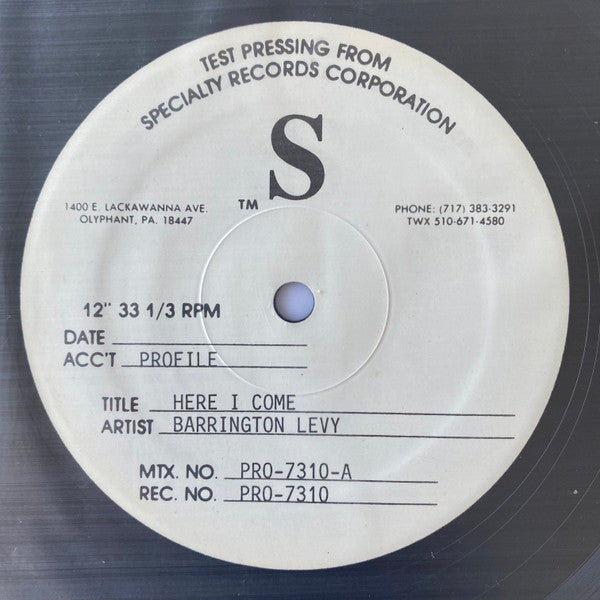 TEST PRESSING FROM
SPECIALTY RECORDS CORPORATION
S
TM
1400 E. LACKAWANNA AVE.
OLYPHANT, PA. 18447
PHONE: (717) 383-3291
TWX 510-671-4580
12" 33 1/3 RPM
DATE
ACC'T PROFILE
TITLE HERE I COME
ARTIST BARRINGTON LEVY
MTX. NO. PRO-7310-A
REC. NO. PRO-7310